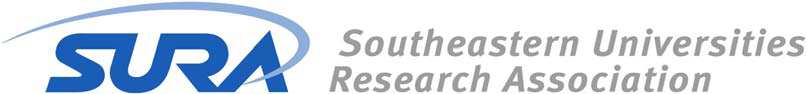 SURA
Southeastern Universities
Research Association